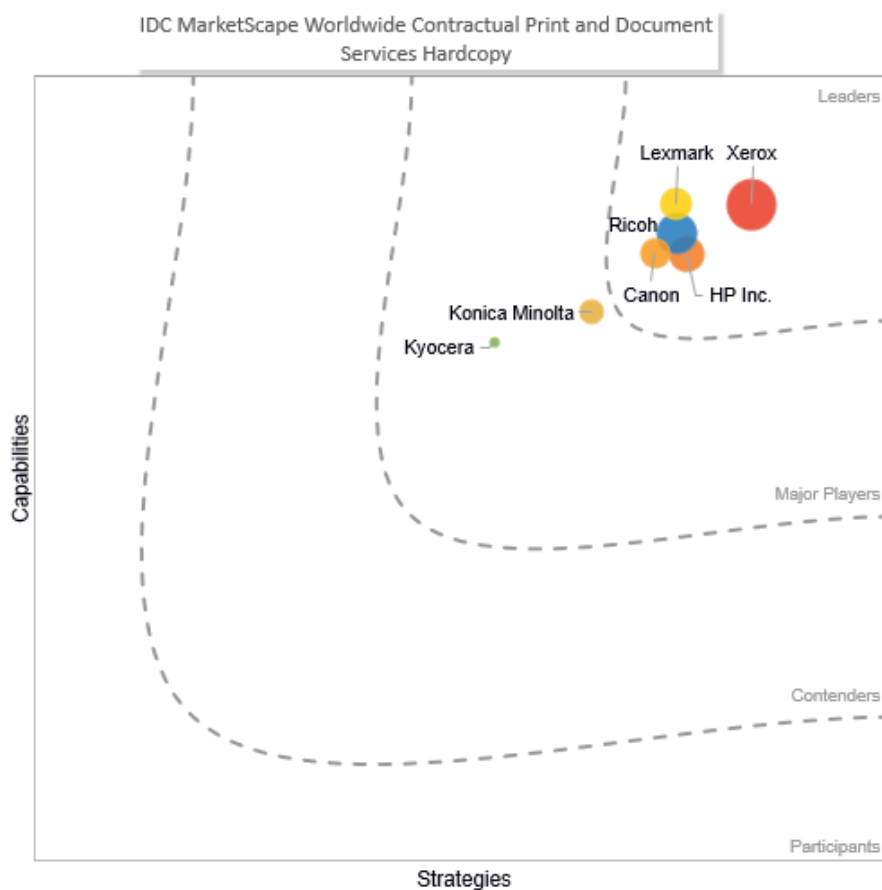 IDC MarketScape Worldwide Contractual Print and Document
Services Hardcopy
Leaders
Lexmark
Xerox
Ricoh
Canon
HP Inc.
Konica Minolta
Kyocera
Capabilities
Major Players
Contenders
Participants
Strategies